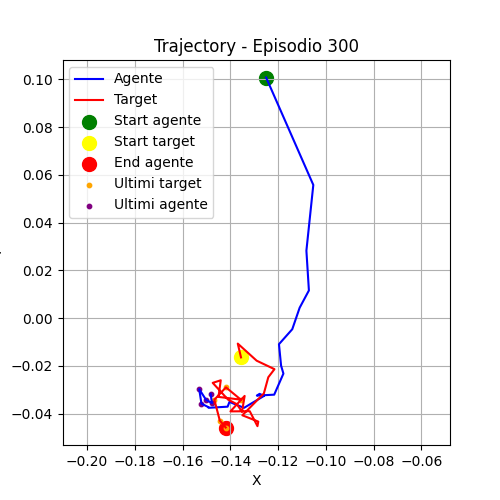 Trajectory - Episodio 300
0.10
0.08
0.06
0.04
0.02
0.00
−0.02
−0.04
Agente
Target
Start agente
Start target
End agente
Ultimi target
Ultimi agente
−0.20 −0.18 −0.16 −0.14 −0.12 −0.10 −0.08 −0.06
X